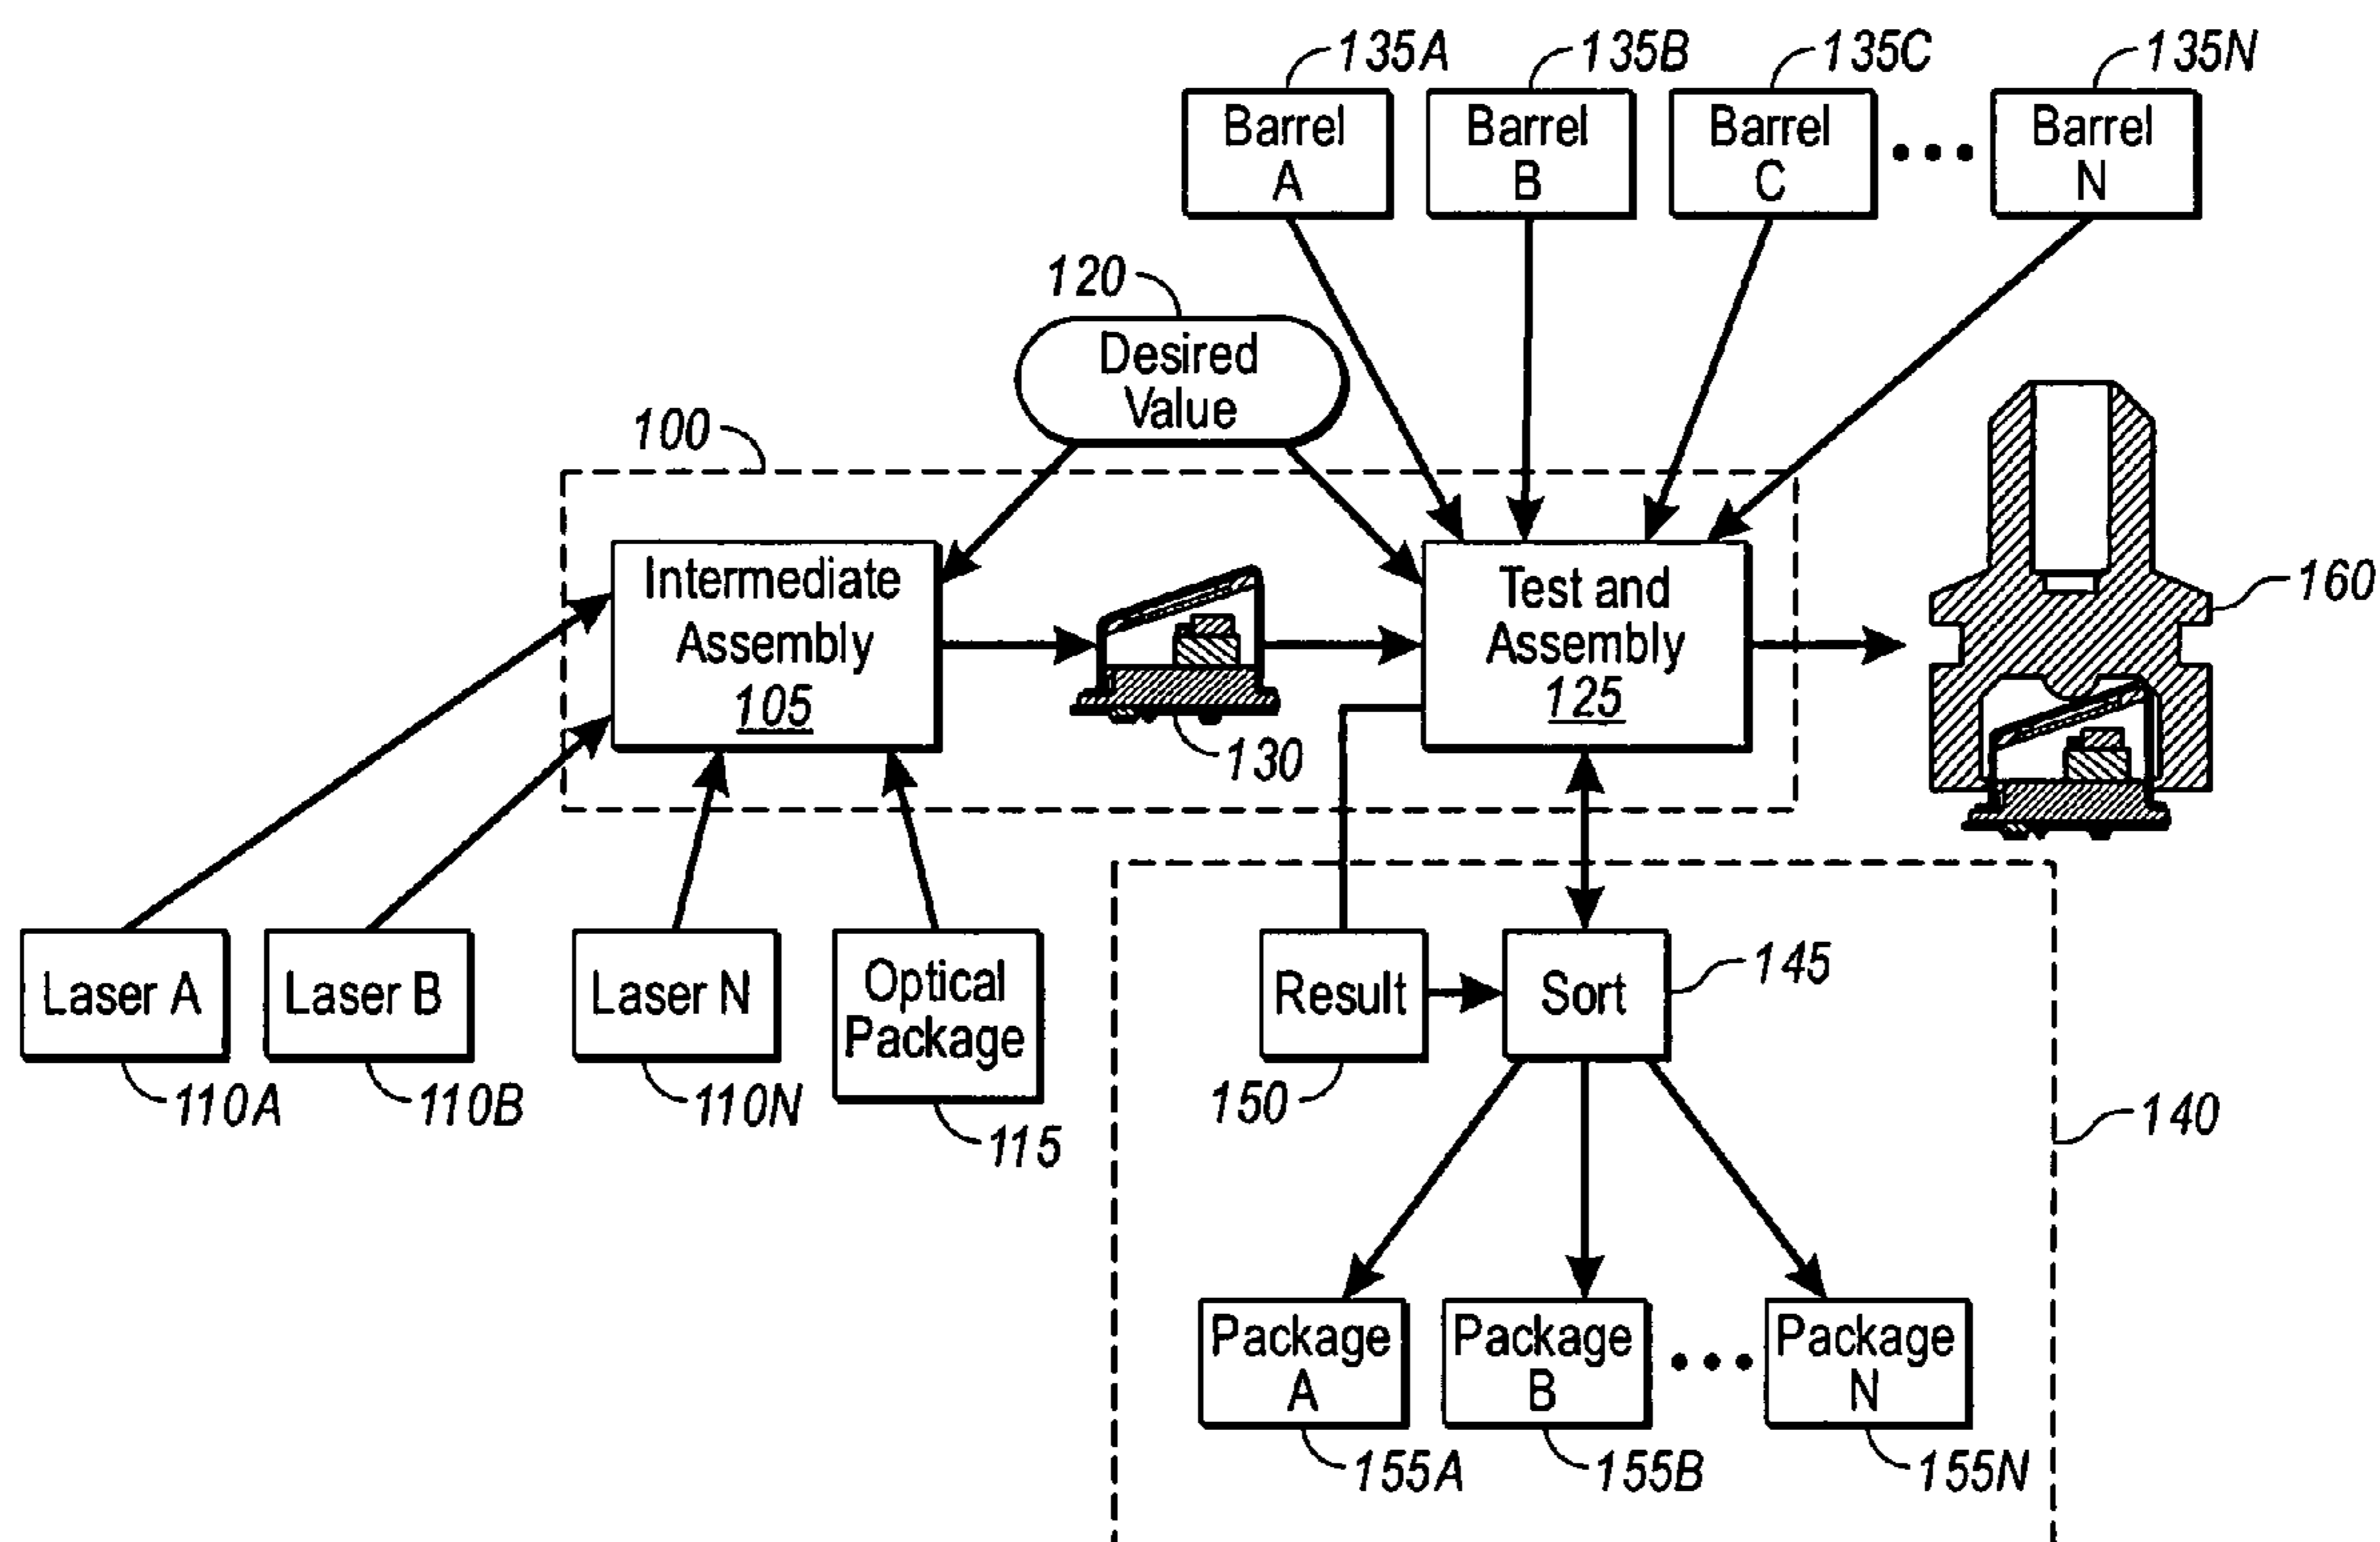 135A
135B
135C
135N
Barrel
A
Barrel
B
Barrel
C
Barrel
N
120
Desired
Value
100
Intermediate
Assembly
105
130
Test and
Assembly
125
160
Laser A
Laser B
Laser N
Optical
Package
110A
110B
110N
115
Result
Sort
145
150
140
Package
A
Package
B
Package
N
155A
155B
155N